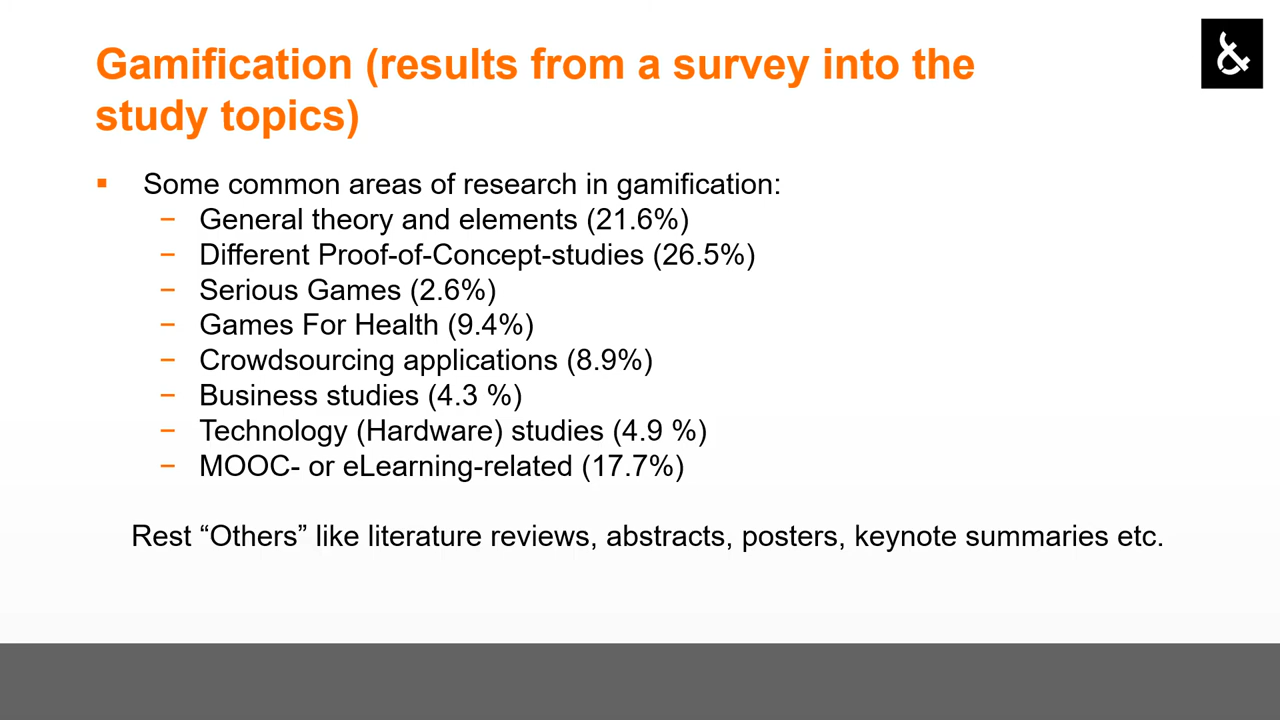 Gamification (results from a survey into the
study topics)
&
▪ Some common areas of research in gamification:
− General theory and elements (21.6%)
− Different Proof-of-Concept-studies (26.5%)
− Serious Games (2.6%)
− Games For Health (9.4%)
− Crowdsourcing applications (8.9%)
− Business studies (4.3 %)
− Technology (Hardware) studies (4.9 %)
− MOOC- or eLearning-related (17.7%)
Rest “Others” like literature reviews, abstracts, posters, keynote summaries etc.